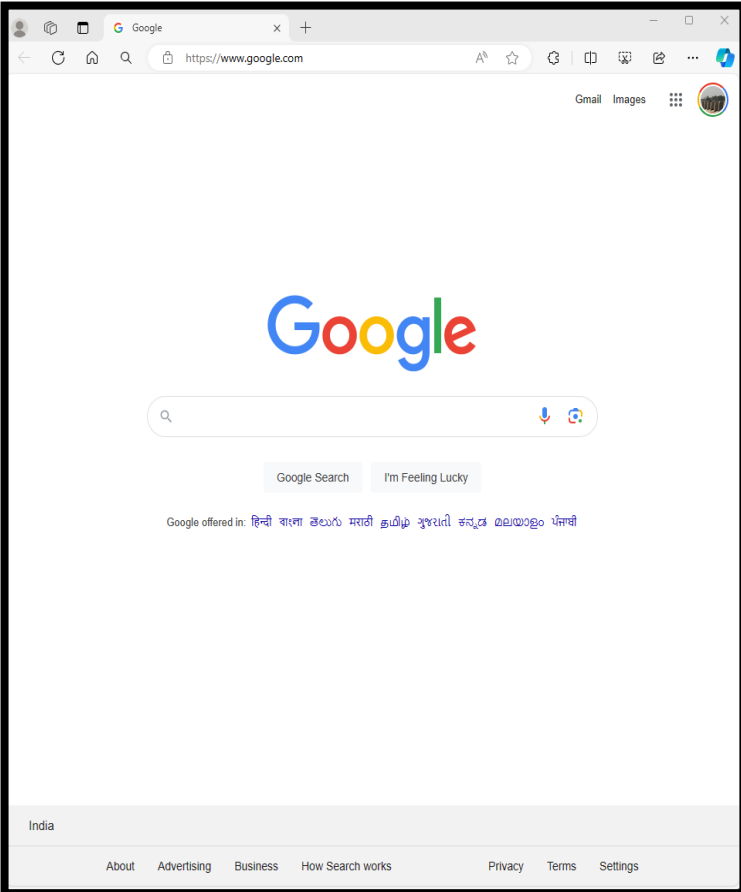 Google
https://www.google.com
Gmail Images
Google
Google Search I'm Feeling Lucky
Google offered in: हिन्दी বাংলা తెలుగు मराठी தமிழ் ગુજરાતી ಕನ್ನಡ മലയാളം ਪੰਜਾਬੀ
India
About Advertising Business How Search works Privacy Terms Settings